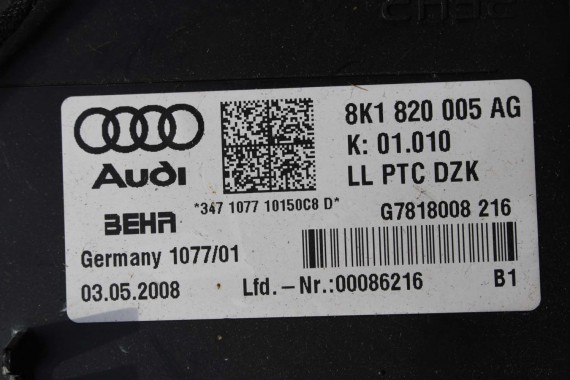 8K1 820 005 AG
K: 01.010
Audi
LL PTC DZK
*347 1077 10150C8 D*
G7818008 216
BEHR
Germany 1077/01
03.05.2008
Lfd.-Nr.:00086216
B1